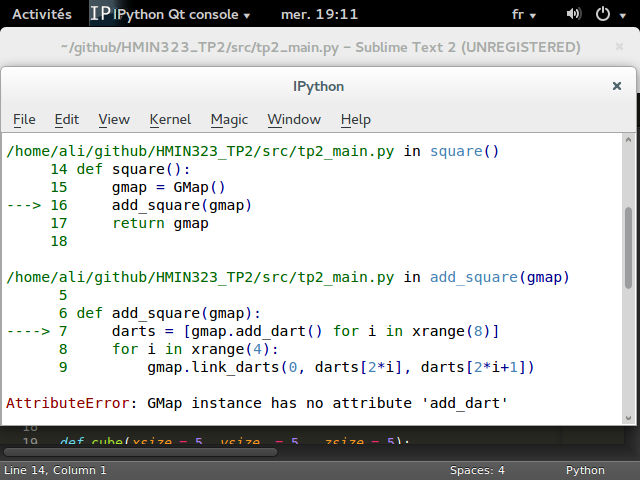 Activités IP IPython Qt console mer. 19:11 fr
~/github/HMIN323_TP2/src/tp2_main.py – Sublime Text 2 (UNREGISTERED)
IPython
File Edit View Kernel Magic Window Help
/home/ali/github/HMIN323_TP2/src/tp2_main.py in square()
14 def square():
15 gmap = GMap()
---> 16 add_square(gmap)
17 return gmap
18
/home/ali/github/HMIN323_TP2/src/tp2_main.py in add_square(gmap)
5
6 def add_square(gmap):
----> 7 darts = [gmap.add_dart() for i in xrange(8)]
8 for i in xrange(4):
9 gmap.link_darts(0, darts[2*i], darts[2*i+1])
AttributeError: GMap instance has no attribute 'add_dart'
18
19 def cube(xsize = 5, ysize = 5, zsize = 5):
Line 14, Column 1 Spaces: 4 Python